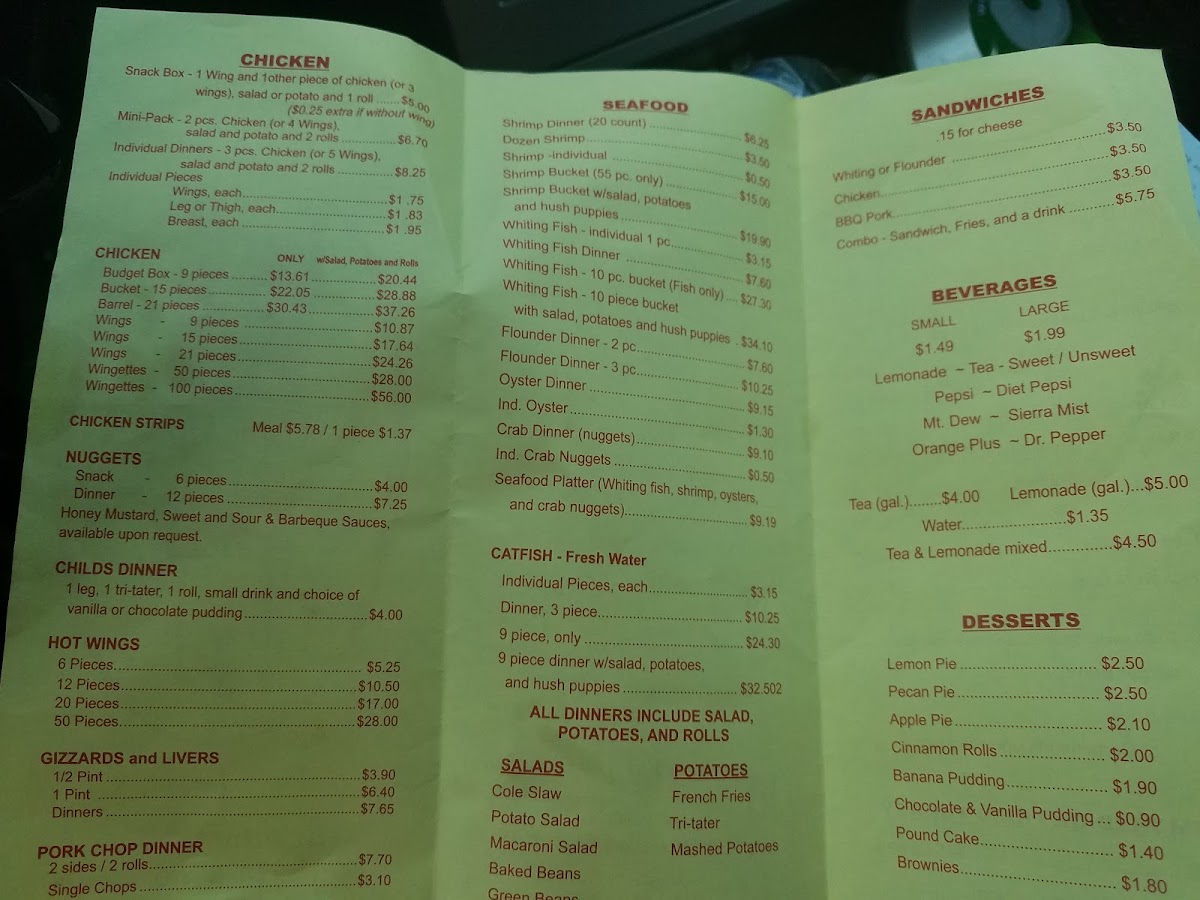 CHICKEN
Snack Box - 1 Wing and 1other piece of chicken (or 3
wings), salad or potato and 1 roll .......$5.00
($0.25 extra if without wing)
Mini-Pack - 2 pcs. Chicken (or 4 Wings),
salad and potato and 2 rolls ...............$6.70
Individual Dinners - 3 pcs. Chicken (or 5 Wings),
salad and potato and 2 rolls ...............$8.25
Individual Pieces
Wings, each.....................................$1 .75
Leg or Thigh, each............................$1 .83
Breast, each ....................................$1 .95
CHICKEN ONLY w/Salad, Potatoes and Rolls
Budget Box - 9 pieces .........$13.61 ...............$20.44
Bucket - 15 pieces...............$22.05 ...............$28.88
Barrel - 21 pieces ................$30.43 ................$37.26
Wings - 9 pieces ................................$10.87
Wings - 15 pieces.................................$17.64
Wings - 21 pieces.................................$24.26
Wingettes - 50 pieces..................................$28.00
Wingettes - 100 pieces..................................$56.00
CHICKEN STRIPS Meal $5.78 / 1 piece $1.37
NUGGETS
Snack - 6 pieces....................................$4.00
Dinner - 12 pieces ....................................$7.25
Honey Mustard, Sweet and Sour & Barbeque Sauces,
available upon request.
CHILDS DINNER
1 leg, 1 tri-tater, 1 roll, small drink and choice of
vanilla or chocolate pudding ..............................$4.00
HOT WINGS
6 Pieces.............................................................. $5.25
12 Pieces.............................................................$10.50
20 Pieces.............................................................$17.00
50 Pieces.............................................................$28.00
GIZZARDS and LIVERS
1/2 Pint ................................................................$3.90
1 Pint ..................................................................$6.40
Dinners ................................................................$7.65
PORK CHOP DINNER
2 sides / 2 rolls.....................................................$7.70
Single Chops .......................................................$3.10
SEAFOOD
Shrimp Dinner (20 count) ........................$6.25
Dozen Shrimp........................................$3.50
Shrimp -individual ..................................$0.50
Shrimp Bucket (55 pc. only) ....................$15.00
Shrimp Bucket w/salad, potatoes
and hush puppies...............................$19.90
Whiting Fish - individual 1 pc...................$3.15
Whiting Fish Dinner ...............................$7.60
Whiting Fish - 10 pc. bucket (Fish only) ... $27.30
Whiting Fish - 10 piece bucket
with salad, potatoes and hush puppies . $34.10
Flounder Dinner - 2 pc............................$7.60
Flounder Dinner - 3 pc............................$10.25
Oyster Dinner ........................................$9.15
Ind. Oyster.............................................$1.30
Crab Dinner (nuggets)............................$9.10
Ind. Crab Nuggets ..................................$0.50
Seafood Platter (Whiting fish, shrimp, oysters,
and crab nuggets)................................$9.19
CATFISH - Fresh Water
Individual Pieces, each.........................$3.15
Dinner, 3 piece.....................................$10.25
9 piece, only ........................................$24.30
9 piece dinner w/salad, potatoes,
and hush puppies .............................$32.502
ALL DINNERS INCLUDE SALAD,
POTATOES, AND ROLLS
SALADS
Cole Slaw
Potato Salad
Macaroni Salad
Baked Beans
Green Beans
POTATOES
French Fries
Tri-tater
Mashed Potatoes
SANDWICHES
.15 for cheese
Whiting or Flounder ...............................$3.50
Chicken..............................................$3.50
BBQ Pork............................................$3.50
Combo - Sandwich, Fries, and a drink ..........$5.75
BEVERAGES
SMALL LARGE
$1.49 $1.99
Lemonade ~ Tea - Sweet / Unsweet
Pepsi ~ Diet Pepsi
Mt. Dew ~ Sierra Mist
Orange Plus ~ Dr. Pepper
Tea (gal.)........$4.00 Lemonade (gal.)...$5.00
Water.........................$1.35
Tea & Lemonade mixed.............$4.50
DESSERTS
Lemon Pie ................................ $2.50
Pecan Pie ................................. $2.50
Apple Pie................................... $2.10
Cinnamon Rolls ......................... $2.00
Banana Pudding........................ $1.90
Chocolate & Vanilla Pudding ... $0.90
Pound Cake............................... $1.40
Brownies.................................... $1.80